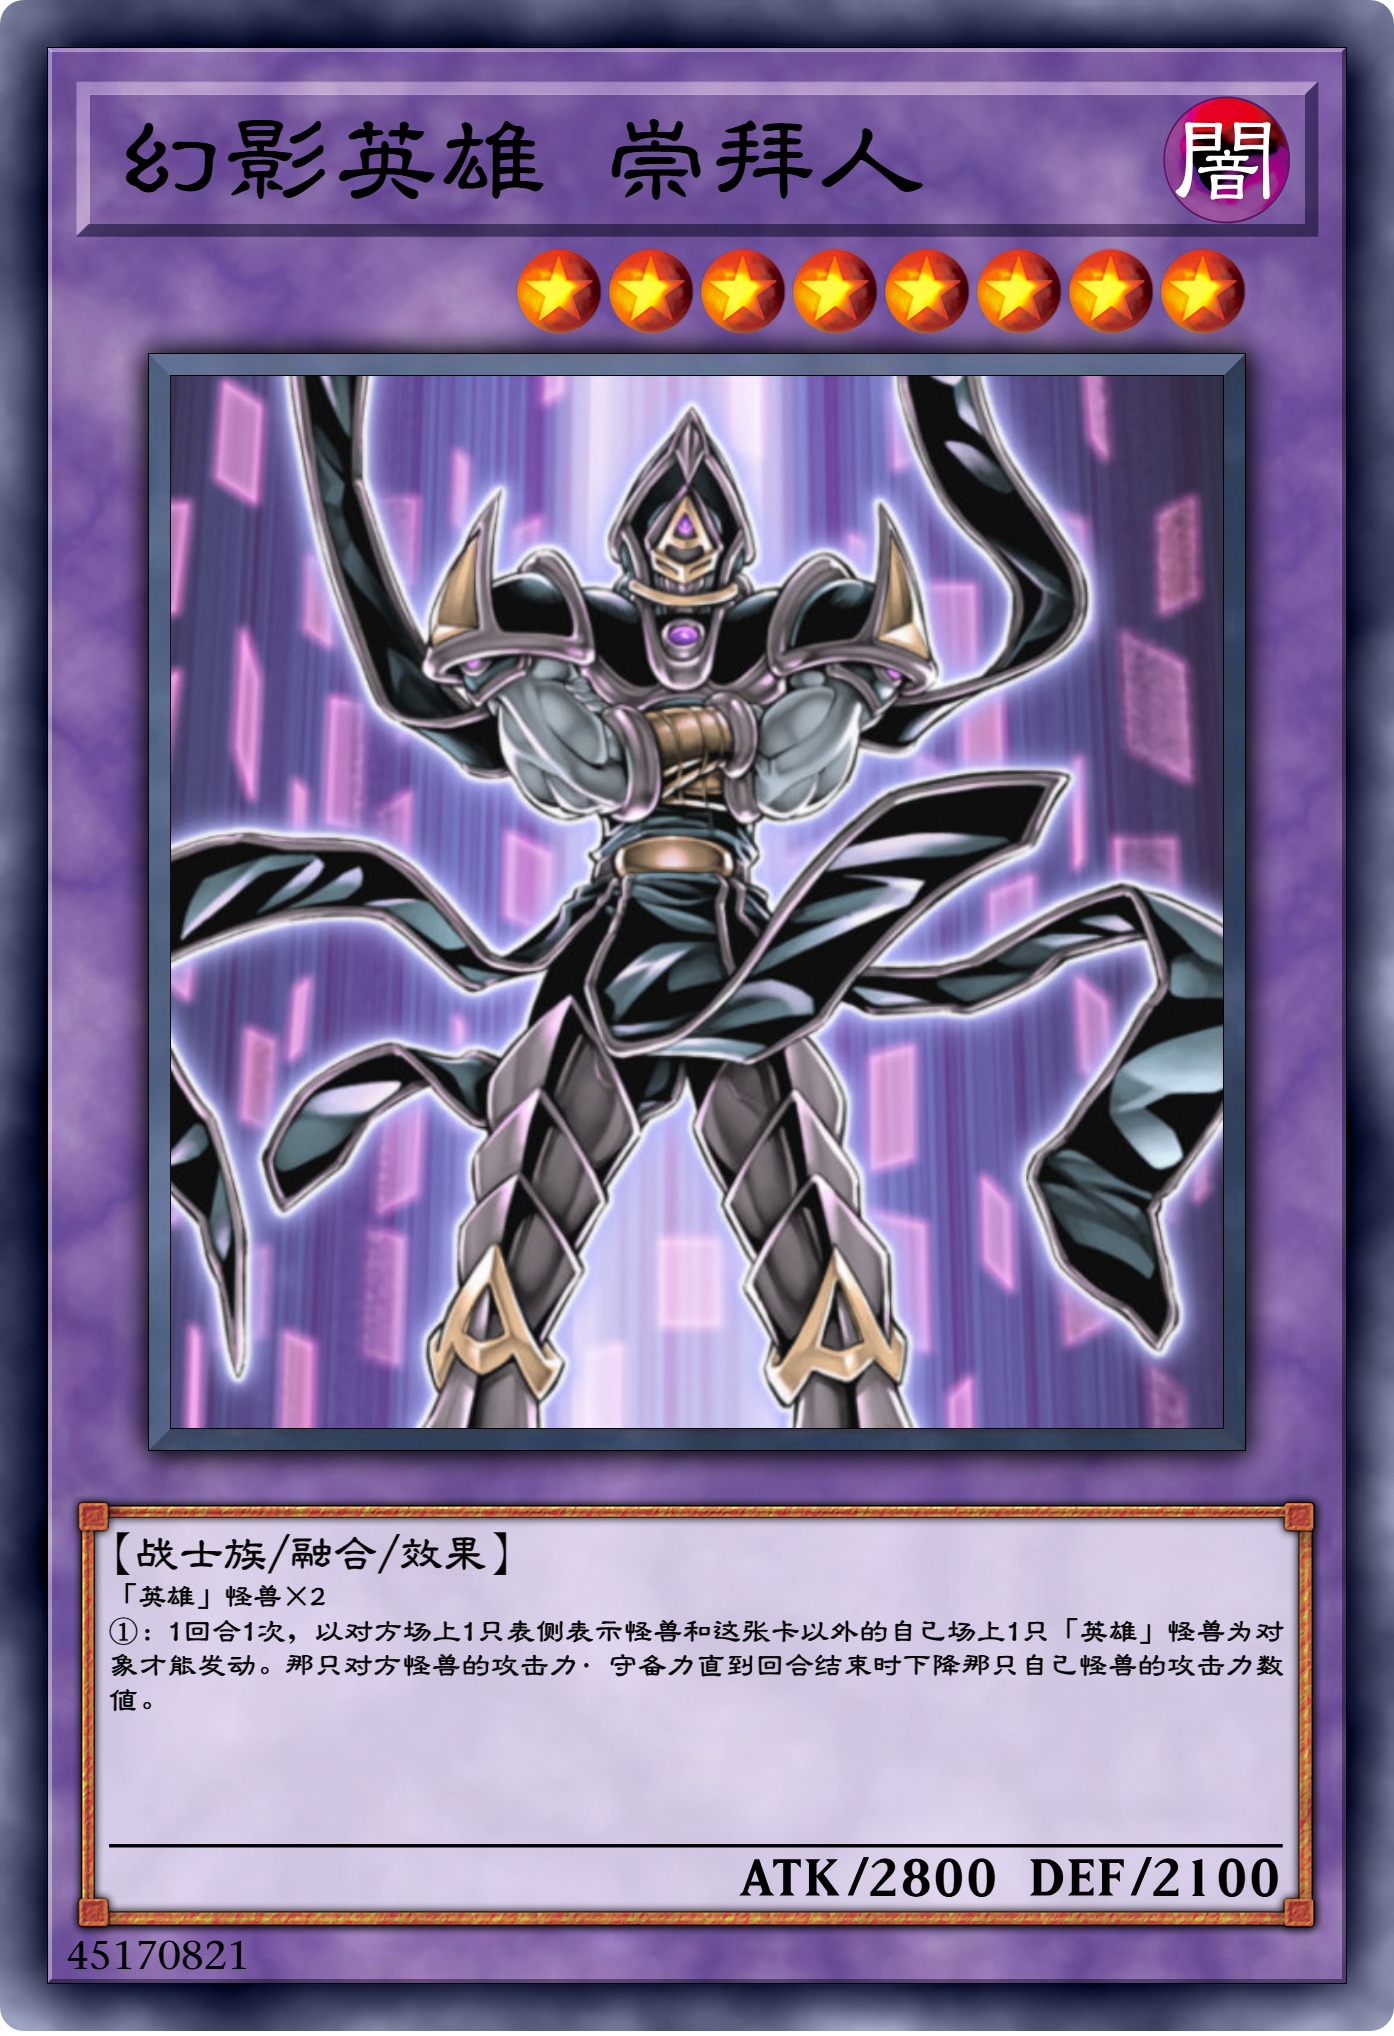 幻影英雄 崇拜人
闇
【战士族/融合/效果】
「英雄」怪兽×2
①：1回合1次，以对方场上1只表侧表示怪兽和这张卡以外的自己场上1只「英雄」怪兽为对
象才能发动。那只对方怪兽的攻击力·守备力直到回合结束时下降那只自己怪兽的攻击力数
值。
ATK/2800 DEF/2100
45170821